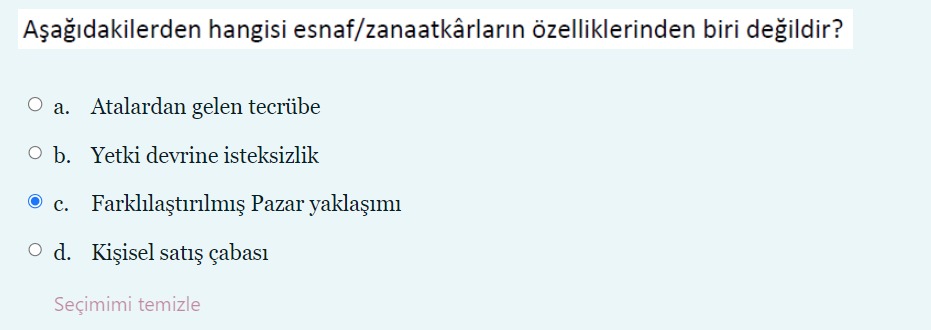 Aşağıdakilerden hangisi esnaf/zanaatkârların özelliklerinden biri değildir?
a. Atalardan gelen tecrübe
b. Yetki devrine isteksizlik
c. Farklılaştırılmış Pazar yaklaşımı
d. Kişisel satış çabası
Seçimimi temizle